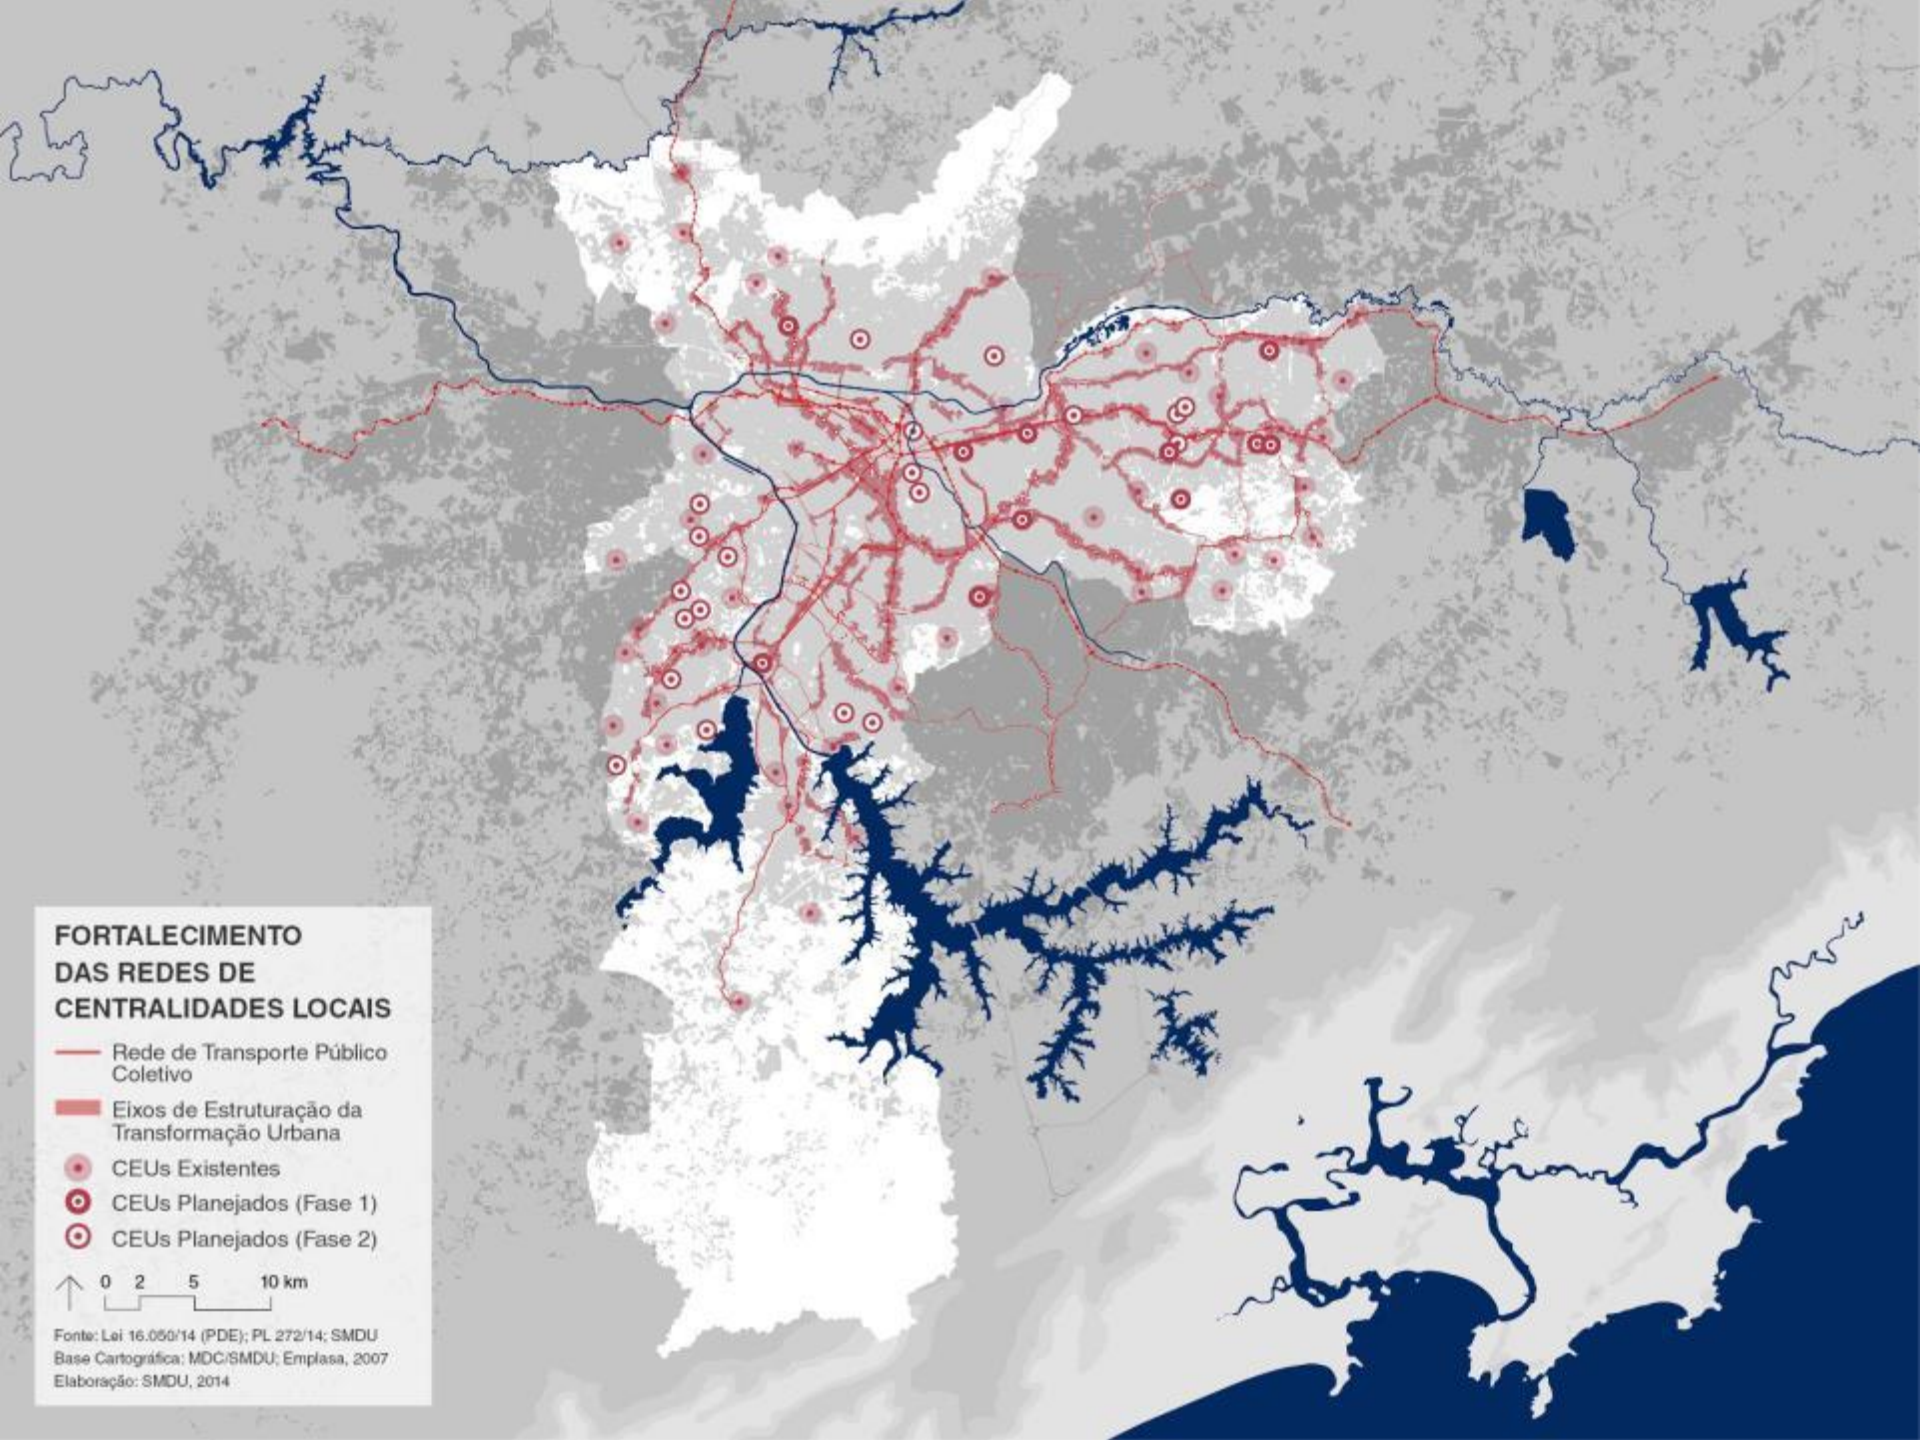 FORTALECIMENTO
DAS REDES DE
CENTRALIDADES LOCAIS
Rede de Transporte Público
Coletivo
Eixos de Estruturação da
Transformação Urbana
CEUs Existentes
CEUs Planejados (Fase 1)
CEUs Planejados (Fase 2)
0 2 5 10 km
Fonte: Lei 16.050/14 (PDE); PL 272/14; SMDU
Base Cartográfica: MDC/SMDU; Emplasa, 2007
Elaboração: SMDU, 2014